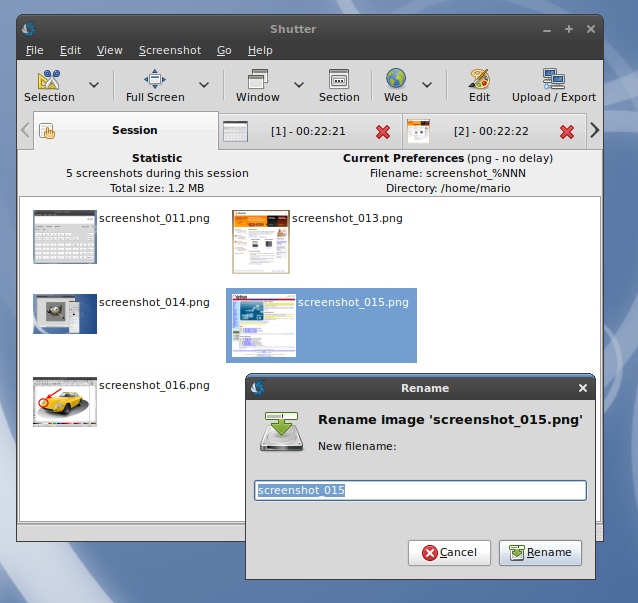 Shutter
File Edit View Screenshot Go Help
Selection Full Screen Window Section Web Edit Upload / Export
Session [1] - 00:22:21 [2] - 00:22:22
Statistic
5 screenshots during this session
Total size: 1.2 MB
Current Preferences (png - no delay)
Filename: screenshot_%NNN
Directory: /home/mario
screenshot_011.png screenshot_013.png
screenshot_014.png screenshot_015.png
screenshot_016.png
Rename
Rename image 'screenshot_015.png'
New filename:
screenshot_015
Cancel Rename